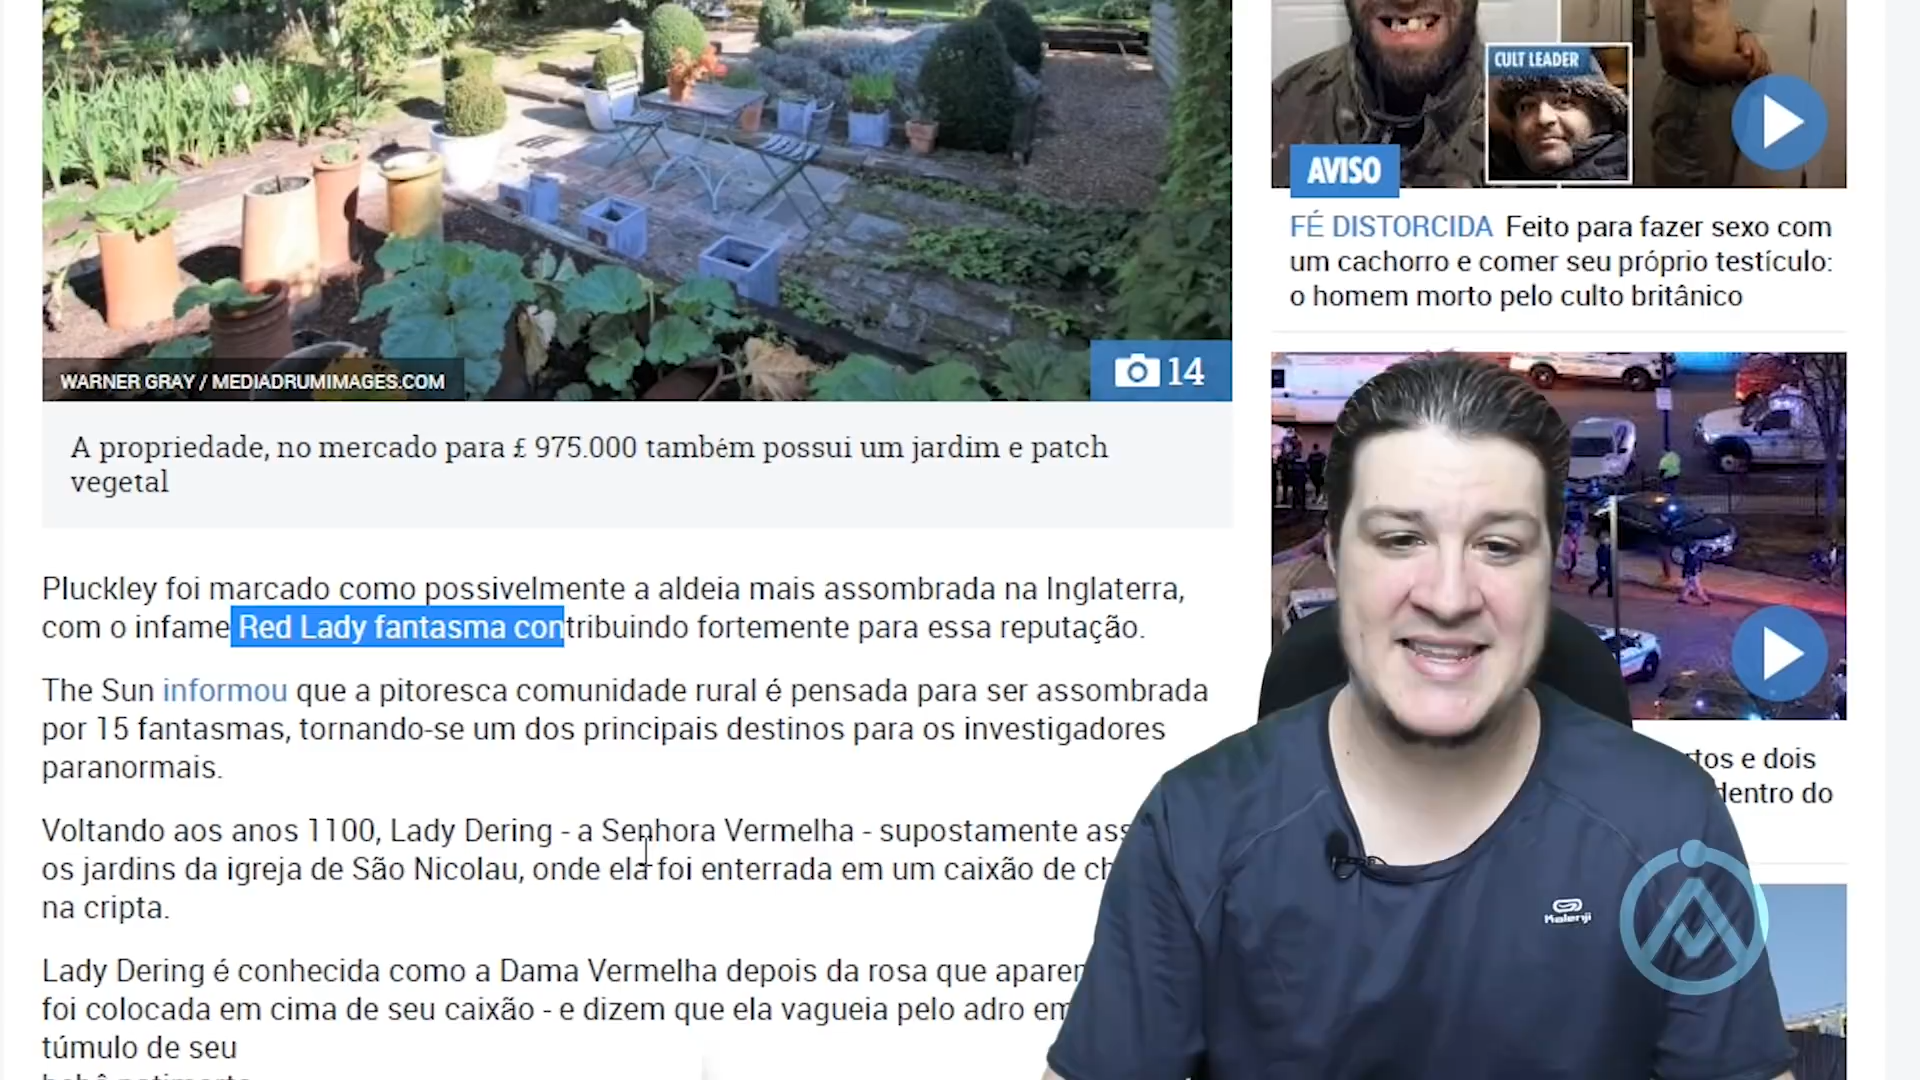 CULT LEADER
AVISO
FÉ DISTORCIDA Feito para fazer sexo com
um cachorro e comer seu próprio testículo:
o homem morto pelo culto britânico
WARNER GRAY / MEDIADRUMIMAGES.COM
14
A propriedade, no mercado para £ 975.000 também possui um jardim e patch
vegetal
Pluckley foi marcado como possivelmente a aldeia mais assombrada na Inglaterra,
com o infame Red Lady fantasma contribuindo fortemente para essa reputação.
The Sun informou que a pitoresca comunidade rural é pensada para ser assombrada
por 15 fantasmas, tornando-se um dos principais destinos para os investigadores
paranormais.
Voltando aos anos 1100, Lady Dering - a Senhora Vermelha - supostamente ass
os jardins da igreja de São Nicolau, onde ela foi enterrada em um caixão de ch
na cripta.
Lady Dering é conhecida como a Dama Vermelha depois da rosa que aparen
foi colocada em cima de seu caixão - e dizem que ela vagueia pelo adro em
túmulo de seu
rtos e dois
dentro do
Kalenji